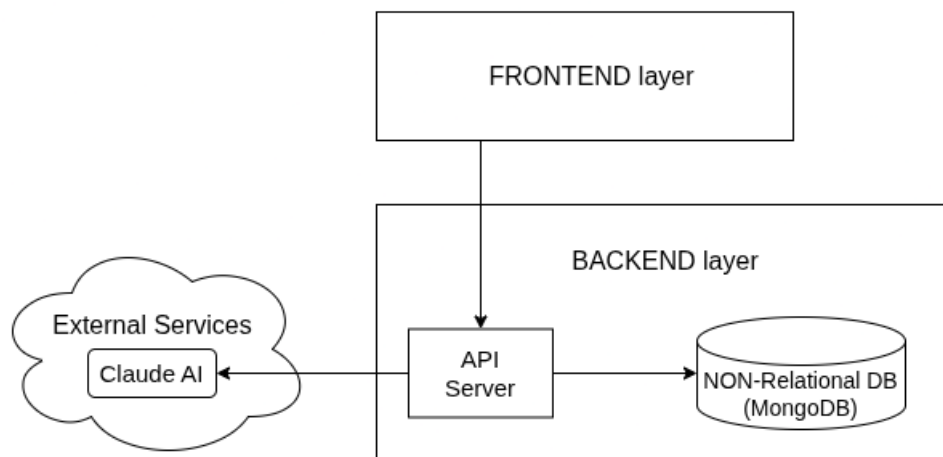 FRONTEND layer
BACKEND layer
External Services
Claude AI
API
Server
NON-Relational DB
(MongoDB)